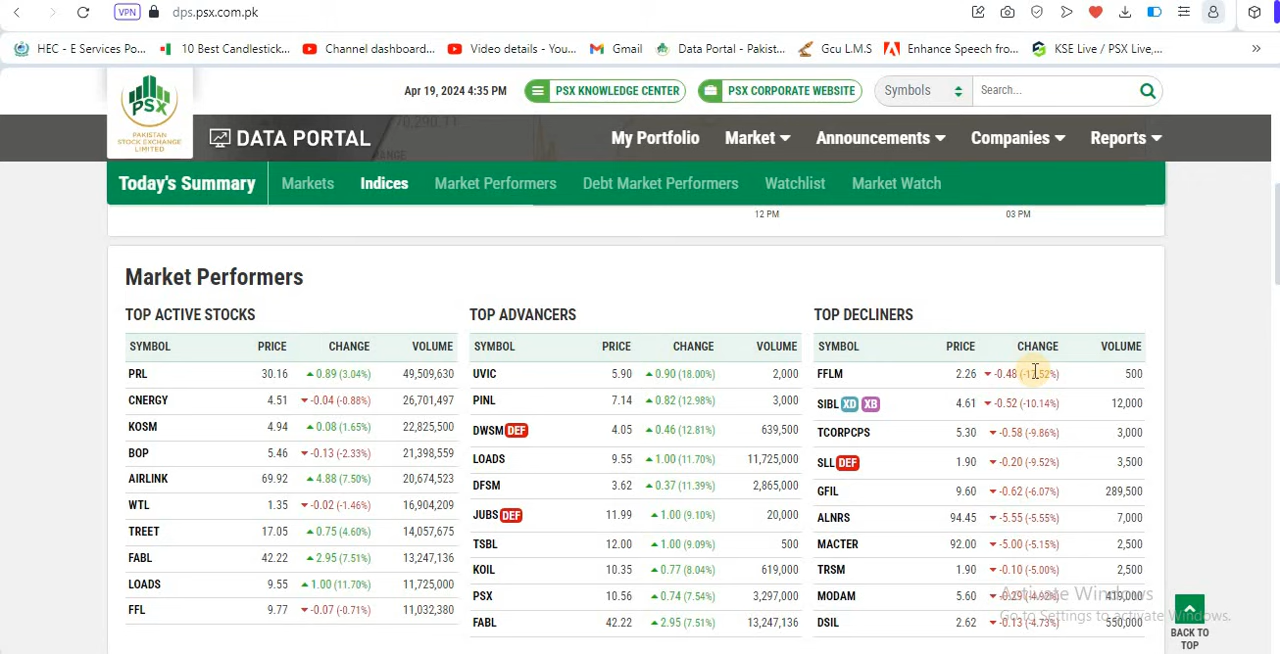 VPN dps.psx.com.pk
HEC - E Services Po... 10 Best Candlestick... Channel dashboard... Video details - You... Gmail Data Portal - Pakist... Gcu L.M.S Enhance Speech fro... KSE Live / PSX Live,... »
PSX
PAKISTAN
STOCK EXCHANGE
LIMITED
Apr 19, 2024 4:35 PM PSX KNOWLEDGE CENTER PSX CORPORATE WEBSITE Symbols Search...
70,290.11
DATA PORTAL My Portfolio Market Announcements Companies Reports
Today's Summary Markets Indices Market Performers Debt Market Performers Watchlist Market Watch
12 PM 03 PM
Market Performers
TOP ACTIVE STOCKS
SYMBOL PRICE CHANGE VOLUME
PRL 30.16 0.89 (3.04%) 49,509,630
CNERGY 4.51 -0.04 (-0.88%) 26,701,497
KOSM 4.94 0.08 (1.65%) 22,825,500
BOP 5.46 -0.13 (-2.33%) 21,398,559
AIRLINK 69.92 4.88 (7.50%) 20,674,523
WTL 1.35 -0.02 (-1.46%) 16,904,209
TREET 17.05 0.75 (4.60%) 14,057,675
FABL 42.22 2.95 (7.51%) 13,247,136
LOADS 9.55 1.00 (11.70%) 11,725,000
FFL 9.77 -0.07 (-0.71%) 11,032,380
TOP ADVANCERS
SYMBOL PRICE CHANGE VOLUME
UVIC 5.90 0.90 (18.00%) 2,000
PINL 7.14 0.82 (12.98%) 3,000
DWSM DEF 4.05 0.46 (12.81%) 639,500
LOADS 9.55 1.00 (11.70%) 11,725,000
DFSM 3.62 0.37 (11.39%) 2,865,000
JUBS DEF 11.99 1.00 (9.10%) 20,000
TSBL 12.00 1.00 (9.09%) 500
KOIL 10.35 0.77 (8.04%) 619,000
PSX 10.56 0.74 (7.54%) 3,297,000
FABL 42.22 2.95 (7.51%) 13,247,136
TOP DECLINERS
SYMBOL PRICE CHANGE VOLUME
FFLM 2.26 -0.48 500
SIBL XD XB 4.61 -0.52 (-10.14%) 12,000
TCORPCPS 5.30 -0.58 (-9.86%) 3,000
SLL DEF 1.90 -0.20 (-9.52%) 3,500
GFIL 9.60 -0.62 (-6.07%) 289,500
ALNRS 94.45 -5.55 (-5.55%) 7,000
MACTER 92.00 -5.00 (-5.15%) 2,500
TRSM 1.90 -0.10 (-5.00%) 2,500
MODAM 5.60 -0.29 (-4.92%) 419,000
DSIL 2.62 -0.13 (-4.73%) 550,000
Activate Windows
Go to Settings to activate Windows.
BACK TO
TOP